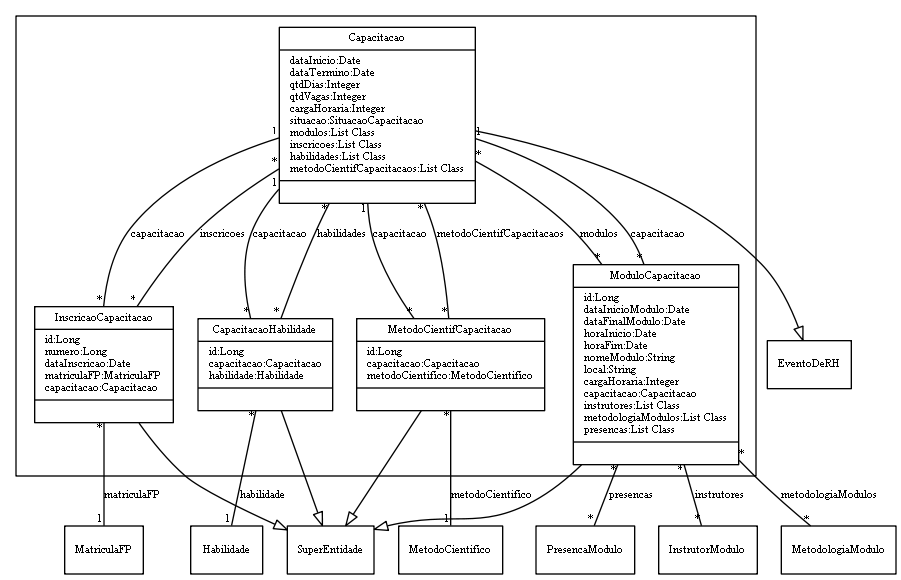 Capacitacao
dataInicio:Date
dataTermino:Date
qtdDias:Integer
qtdVagas:Integer
cargaHoraria:Integer
situacao:SituacaoCapacitacao
modulos:List Class
inscricoes:List Class
habilidades:List Class
metodoCientifCapacitacaos:List Class
1
1
*
*
1
*
1
*
capacitacao
inscricoes
capacitacao
habilidades
capacitacao
metodoCientifCapacitacaos
modulos
capacitacao
*
*
*
*
*
*
*
*
InscricaoCapacitacao
id:Long
numero:Long
dataInscricao:Date
matriculaFP:MatriculaFP
capacitacao:Capacitacao
CapacitacaoHabilidade
id:Long
capacitacao:Capacitacao
habilidade:Habilidade
MetodoCientifCapacitacao
id:Long
capacitacao:Capacitacao
metodoCientifico:MetodoCientifico
ModuloCapacitacao
id:Long
dataInicioModulo:Date
dataFinalModulo:Date
horaInicio:Date
horaFim:Date
nomeModulo:String
local:String
cargaHoraria:Integer
capacitacao:Capacitacao
instrutores:List Class
metodologiaModulos:List Class
presencas:List Class
EventoDeRH
*
*
*
*
*
*
matriculaFP
habilidade
metodoCientifico
presencas
instrutores
metodologiaModulos
1
1
1
*
*
*
MatriculaFP
Habilidade
SuperEntidade
MetodoCientifico
PresencaModulo
InstrutorModulo
MetodologiaModulo